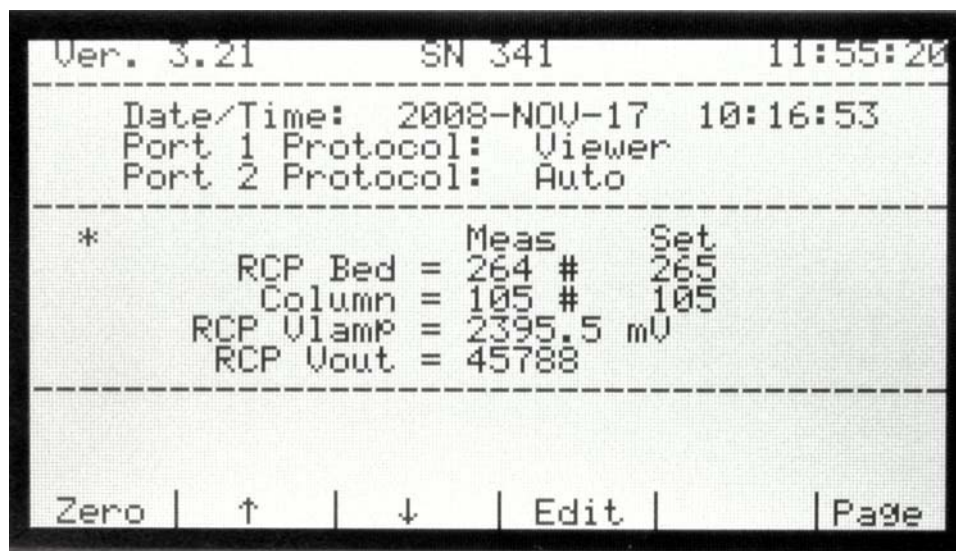 Ver. 3.21 SN 341 11:55:20
Date/Time: 2008-NOV-17 10:16:53
Port 1 Protocol: Viewer
Port 2 Protocol: Auto
* Meas Set
RCP Bed = 264 # 265
Column = 105 # 105
RCP Vlamp = 2395.5 mV
RCP Vout = 45788
Zero | ↑ | ↓ | Edit | | Page